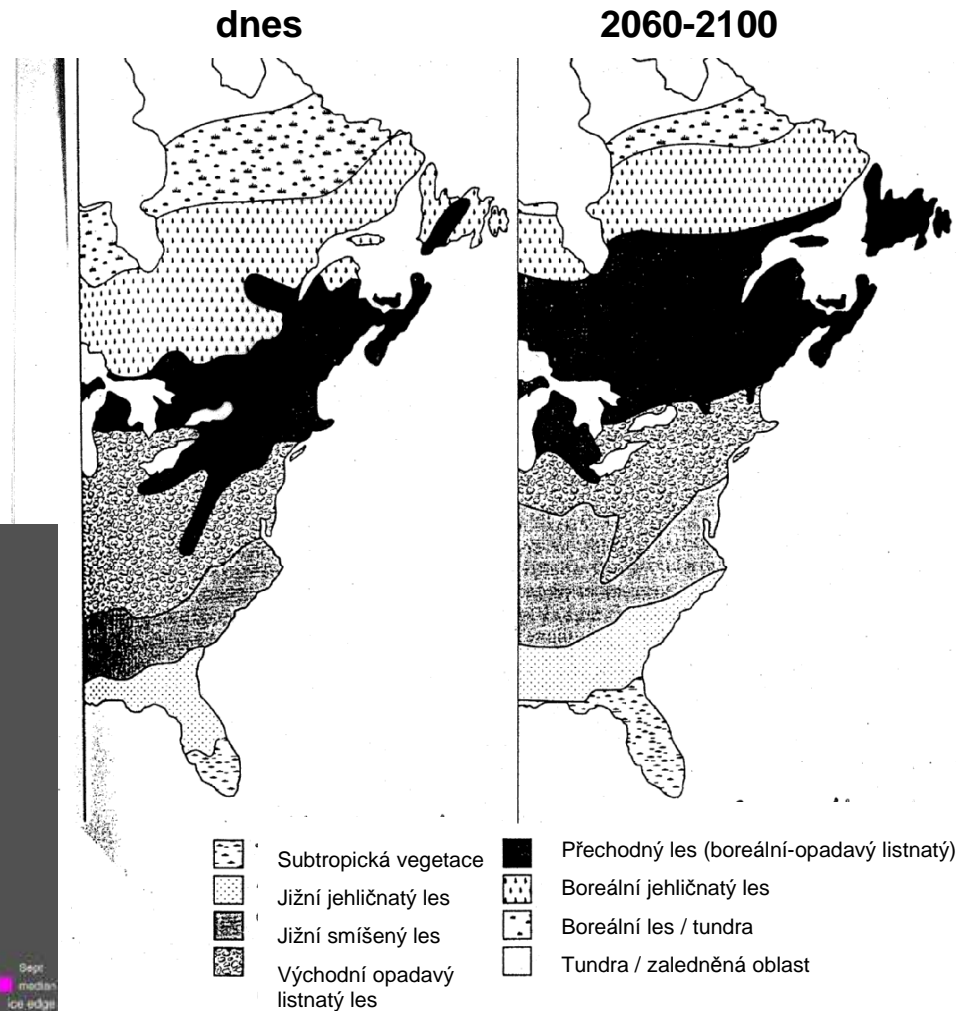 dnes
2060-2100
Subtropická vegetace
Jižní jehličnatý les
Jižní smíšený les
Východní opadavý
listnatý les
Přechodný les (boreální-opadavý listnatý)
Boreální jehličnatý les
Boreální les / tundra
Tundra / zaledněná oblast
Sept
median
ice edge